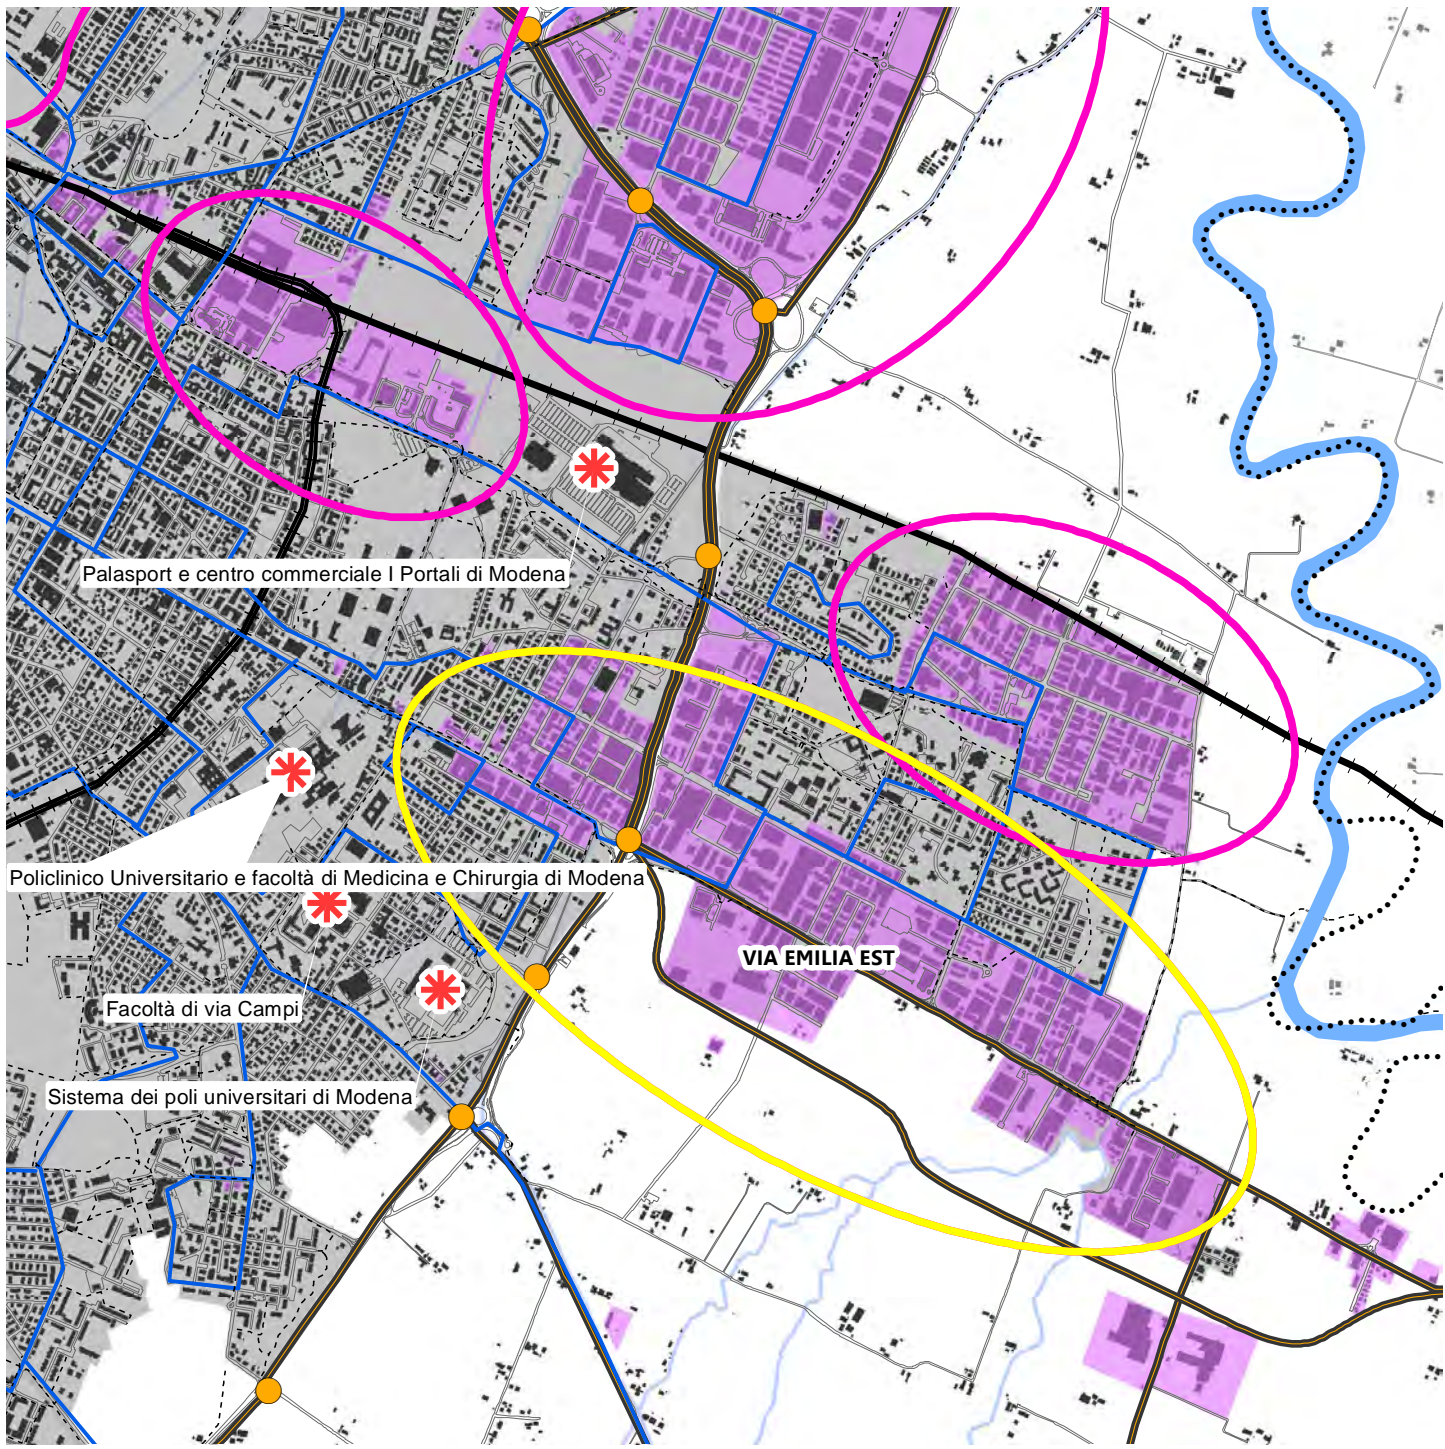 Palasport e centro commerciale I Portali di Modena
Policlinico Universitario e facoltà di Medicina e Chirurgia di Modena
VIA EMILIA EST
Facoltà di via Campi
Sistema dei poli universitari di Modena